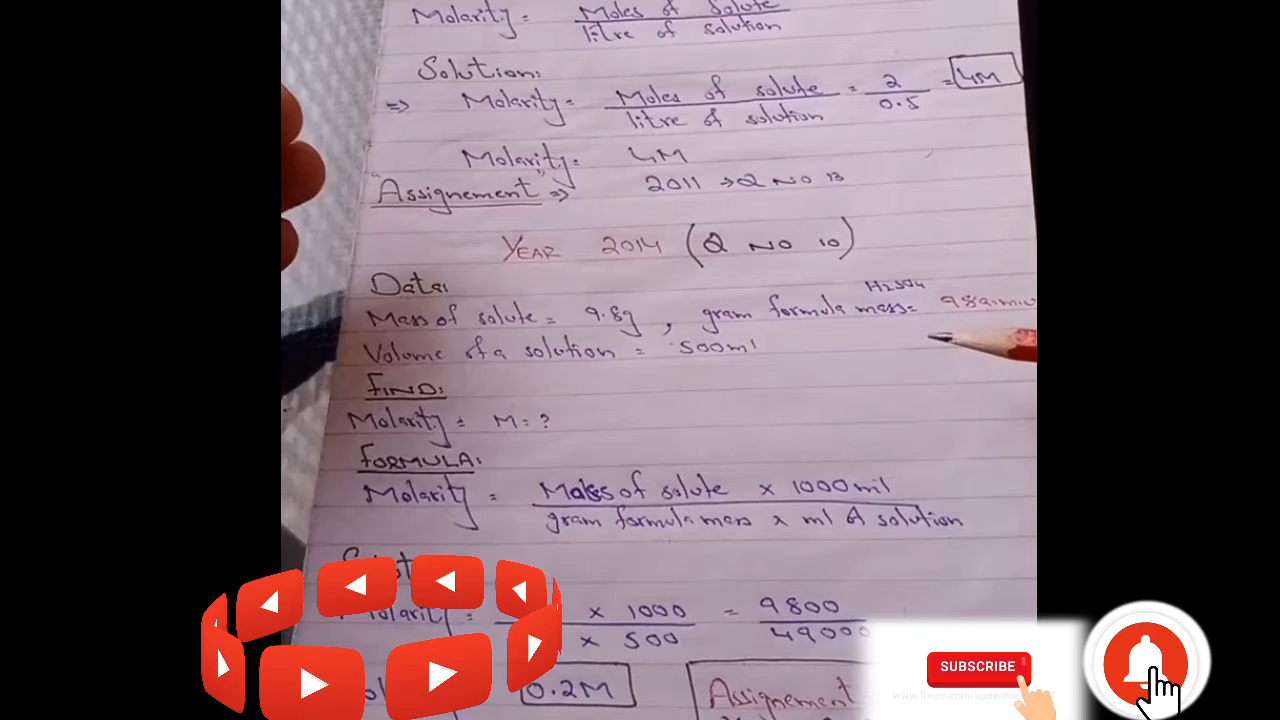 Molarity = Moles of solute / litre of solution
Solution:
⇒ Molarity = Moles of solute / litre of solution = 2 / 0.5 = 4M
Molarity = 4M
"Assignement" ⇒ 2011 → Q NO 13
YEAR 2014 (Q NO 10)
Data:
H2SO4
Mass of solute = 9.8g , gram formula mass = 98a.m.u
Volume of a solution = 500ml
FIND:
Molarity = M = ?
FORMULA:
Molarity = Mass of solute x 1000ml / gram formula mass x ml of solution
Molarity = x 1000 / x 500 = 9800 / 49000
0.2M
Assignement
SUBSCRIBE